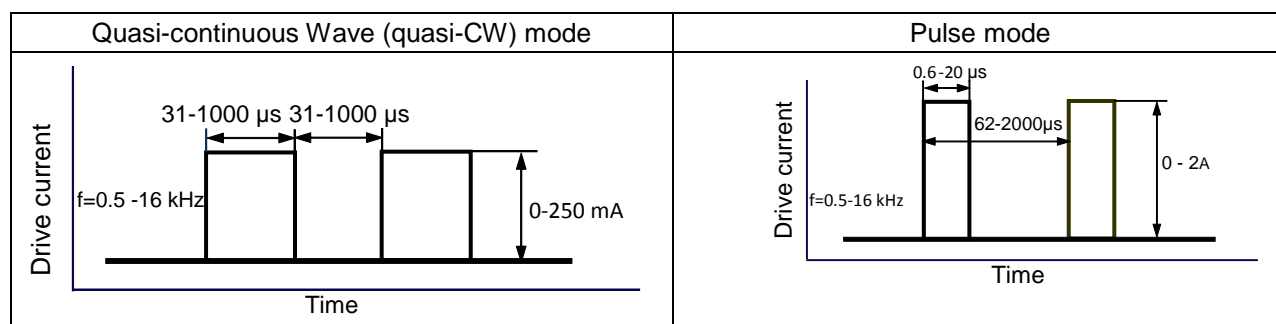 Quasi-continuous Wave (quasi-CW) mode
Pulse mode
31-1000 µs 31-1000 µs
f=0.5 -16 kHz
0-250 mA
Drive current
Time
0.6-20 µs
62-2000µs
0 - 2A
f=0.5-16 kHz
Drive current
Time